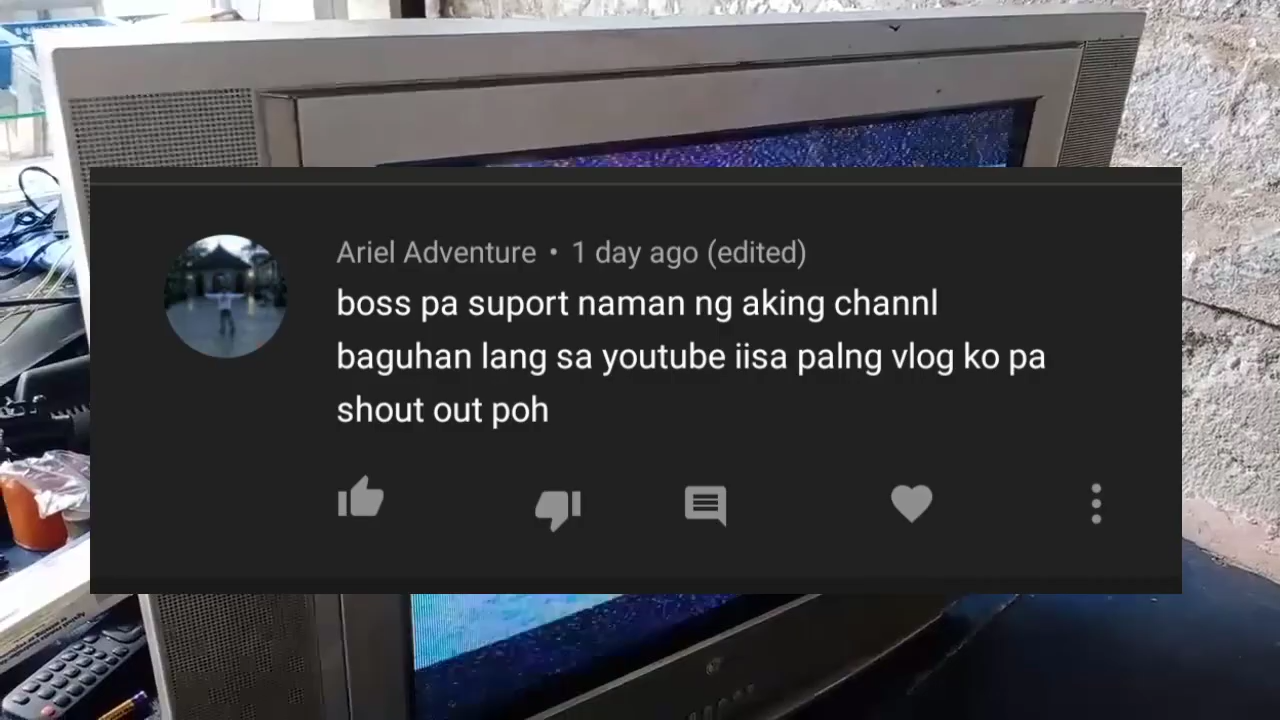 Ariel Adventure • 1 day ago (edited)
boss pa suport naman ng aking channl
baguhan lang sa youtube iisa palng vlog ko pa
shout out poh